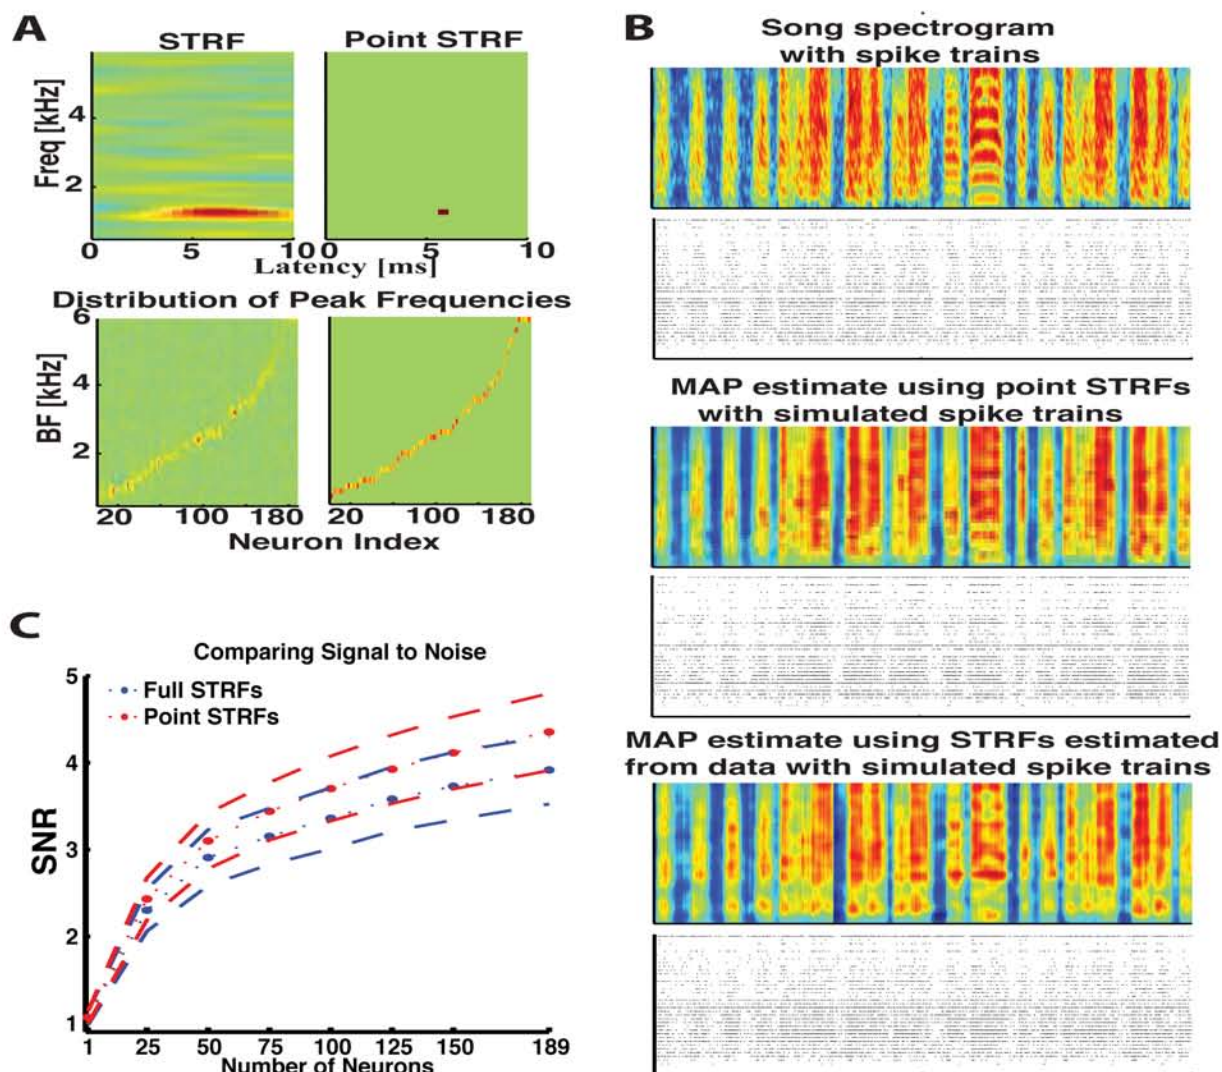 A
STRF
Point STRF
Freq [kHz]
4
2
0
5
10
0
5
10
Latency [ms]
Distribution of Peak Frequencies
BF [kHz]
6
4
2
20
100
180
20
100
180
Neuron Index
B
Song spectrogram
with spike trains
MAP estimate using point STRFs
with simulated spike trains
MAP estimate using STRFs estimated
from data with simulated spike trains
C
Comparing Signal to Noise
Full STRFs
Point STRFs
SNR
5
4
3
2
1
1
25
50
75
100
125
150
189
Number of Neurons